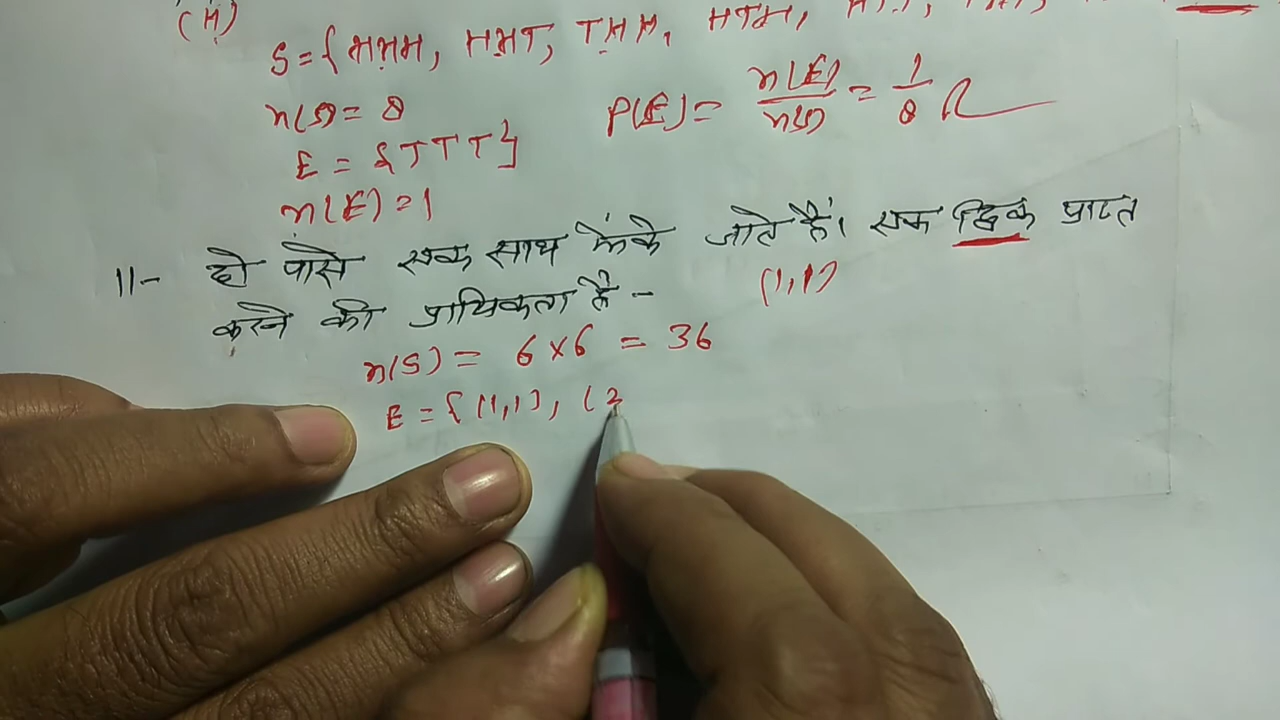 (H)
S={HHH, HHT, THH, HTH,
n(S)= 8
P(E)= n(E)/n(S) = 1/8
E = {TTT}
n(E)=1
11- दो पासे एक साथ फेंके जाते हैं। एक द्विक प्राप्त
करने की प्रायिकता है -
(1,1)
n(S) = 6×6 = 36
E = { (1,1), (2